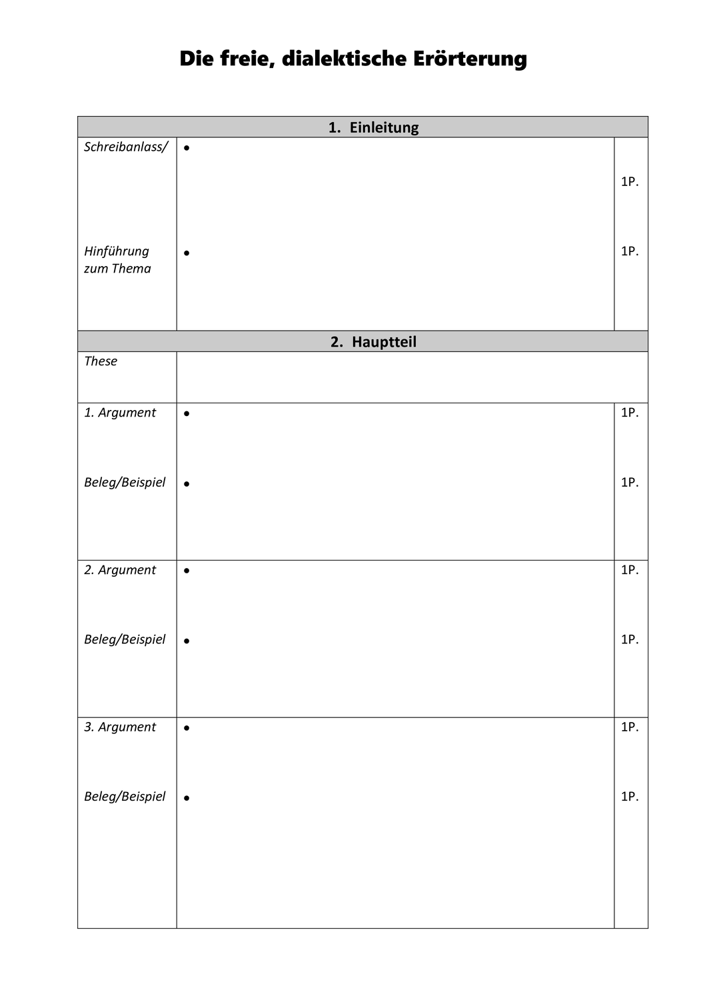 Die freie, dialektische Erörterung
1. Einleitung
Schreibanlass/ •
1P.
Hinführung • 1P.
zum Thema
2. Hauptteil
These
1. Argument • 1P.
Beleg/Beispiel • 1P.
2. Argument • 1P.
Beleg/Beispiel • 1P.
3. Argument • 1P.
Beleg/Beispiel • 1P.